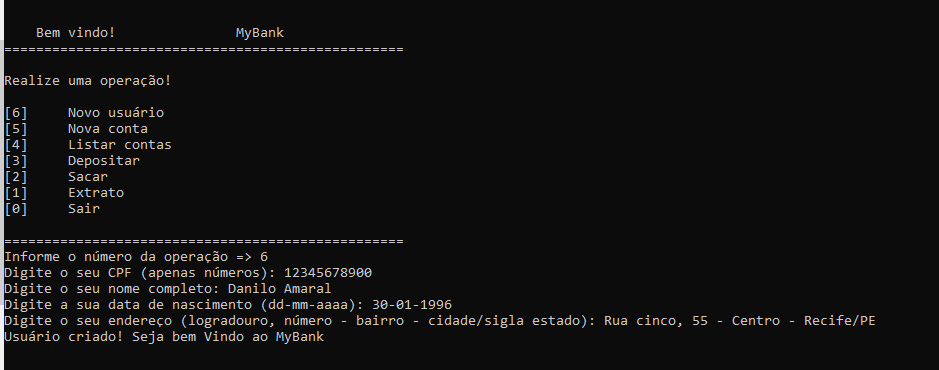 Bem vindo! MyBank
==================================================
Realize uma operação!
[6] Novo usuário
[5] Nova conta
[4] Listar contas
[3] Depositar
[2] Sacar
[1] Extrato
[0] Sair
==================================================
Informe o número da operação => 6
Digite o seu CPF (apenas números): 12345678900
Digite o seu nome completo: Danilo Amaral
Digite a sua data de nascimento (dd-mm-aaaa): 30-01-1996
Digite o seu endereço (logradouro, número - bairro - cidade/sigla estado): Rua cinco, 55 - Centro - Recife/PE
Usuário criado! Seja bem Vindo ao MyBank